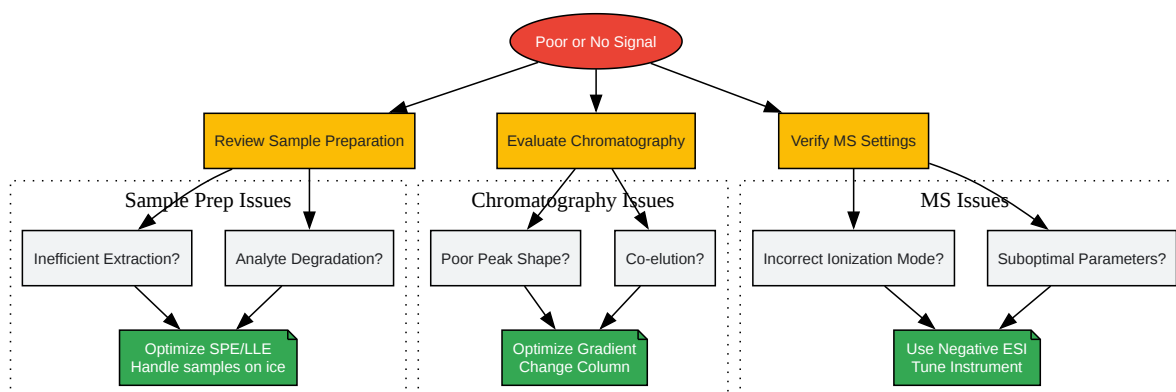 Poor or No Signal
Review Sample Preparation
Evaluate Chromatography
Verify MS Settings
Sample Prep Issues
Chromatography Issues
MS Issues
Inefficient Extraction?
Analyte Degradation?
Poor Peak Shape?
Co-elution?
Incorrect Ionization Mode?
Suboptimal Parameters?
Optimize SPE/LLE
Handle samples on ice
Optimize Gradient
Change Column
Use Negative ESI
Tune Instrument